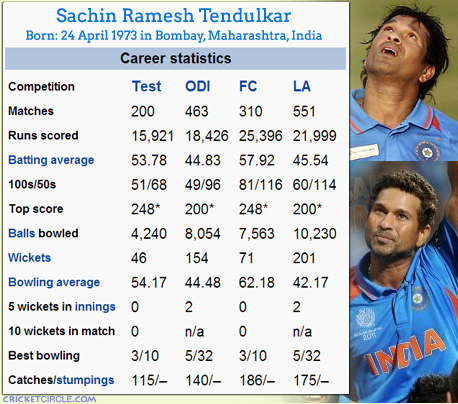 Sachin Ramesh Tendulkar
Born: 24 April 1973 in Bombay, Maharashtra, India
Career statistics
Competition Test ODI FC LA
Matches 200 463 310 551
Runs scored 15,921 18,426 25,396 21,999
Batting average 53.78 44.83 57.92 45.54
100s/50s 51/68 49/96 81/116 60/114
Top score 248* 200* 248* 200*
Balls bowled 4,240 8,054 7,563 10,230
Wickets 46 154 71 201
Bowling average 54.17 44.48 62.18 42.17
5 wickets in innings 0 2 0 2
10 wickets in match 0 n/a 0 n/a
Best bowling 3/10 5/32 3/10 5/32
Catches/stumpings 115/– 140/– 186/– 175/–
CRICKETCIRCLE.COM
2011
INDIA